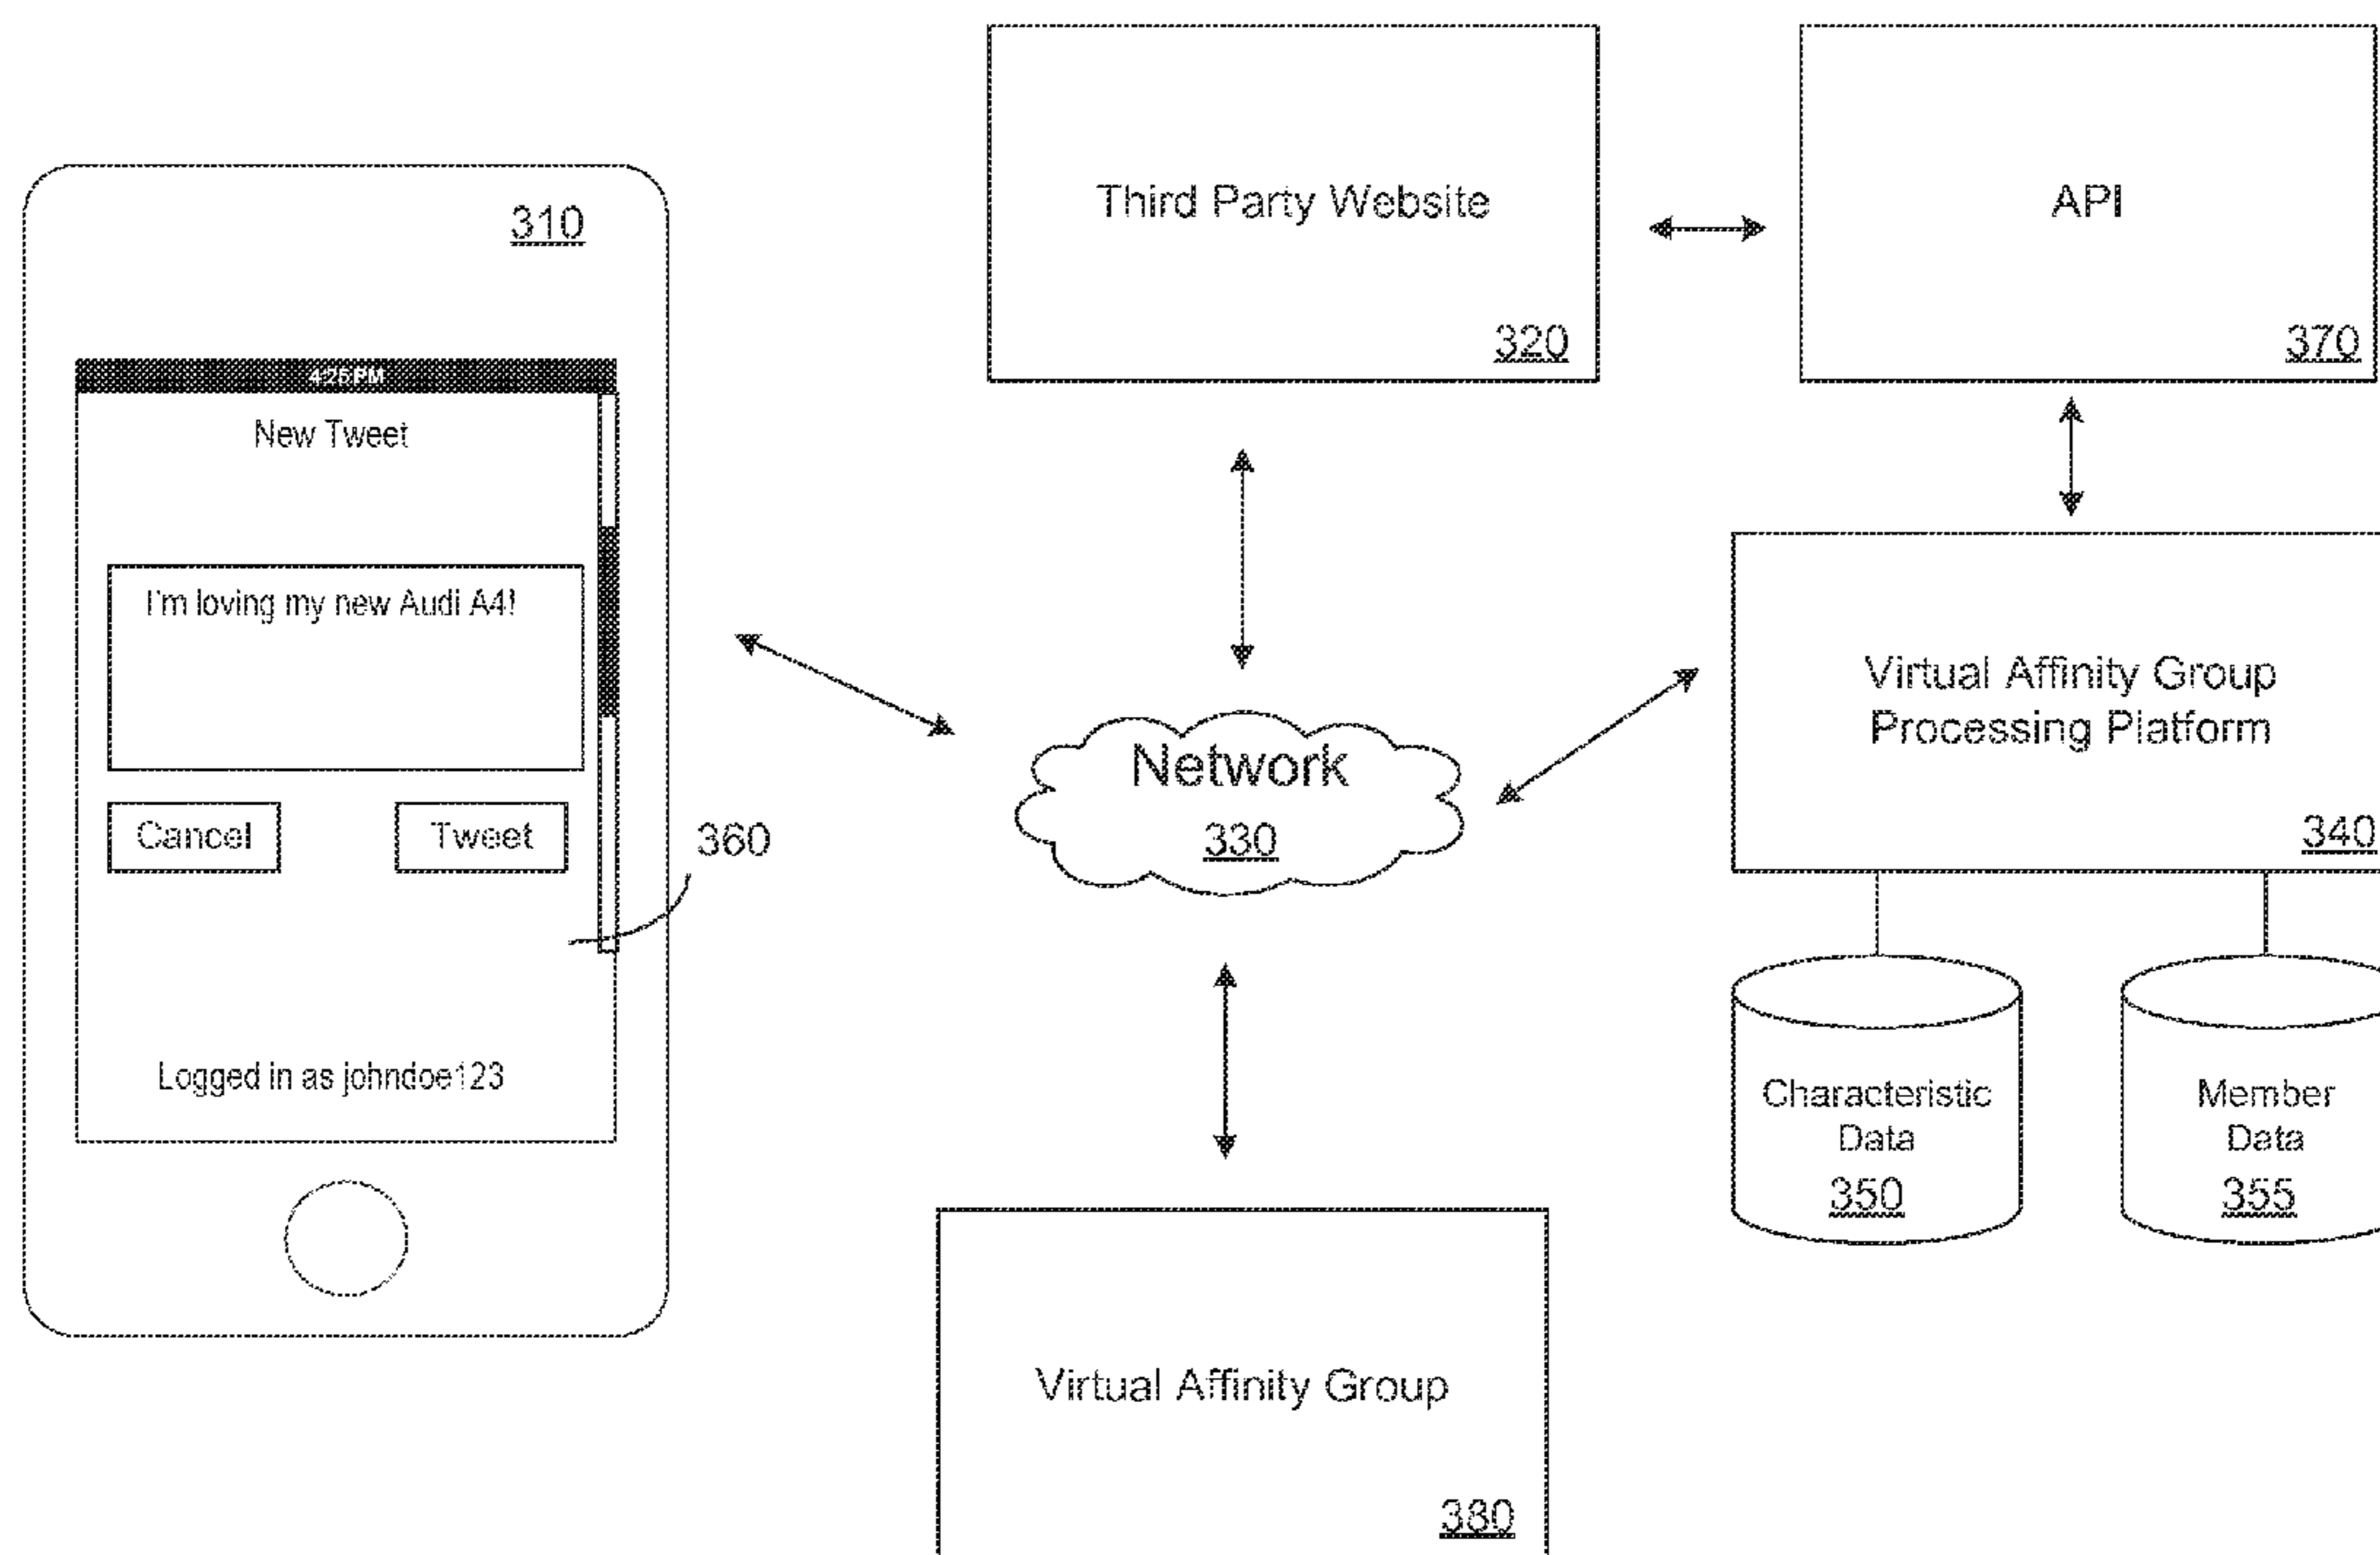 310
4:25 PM
New Tweet
I'm loving my new Audi A4!
Cancel
Tweet
360
Logged in as johndoe123
Third Party Website
320
API
370
Network
330
Virtual Affinity Group
Processing Platform
340
Characteristic
Data
350
Member
Data
355
Virtual Affinity Group
380